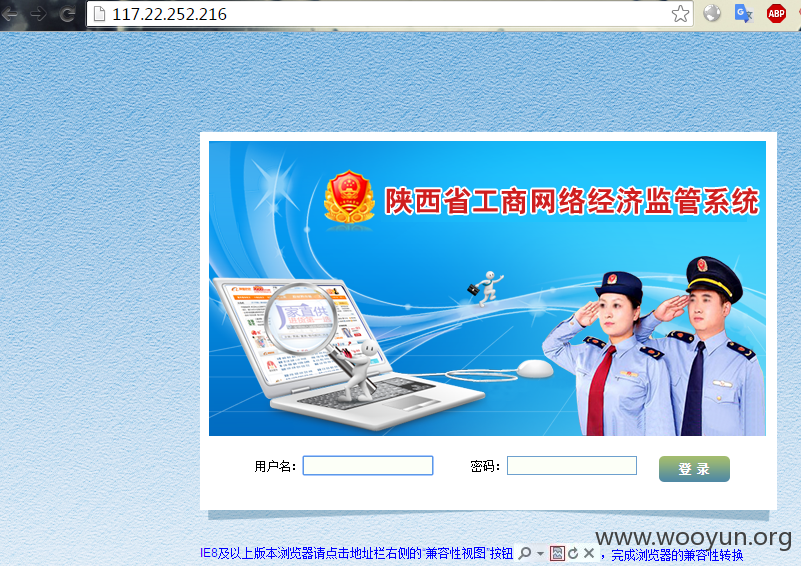 117.22.252.216
ABP
陕西省工商网络经济监管系统
家直供
用户名：
密码：
登 录
www.wooyun.org
IE8及以上版本浏览器请点击地址栏右侧的“兼容性视图”按钮 ，完成浏览器的兼容性转换